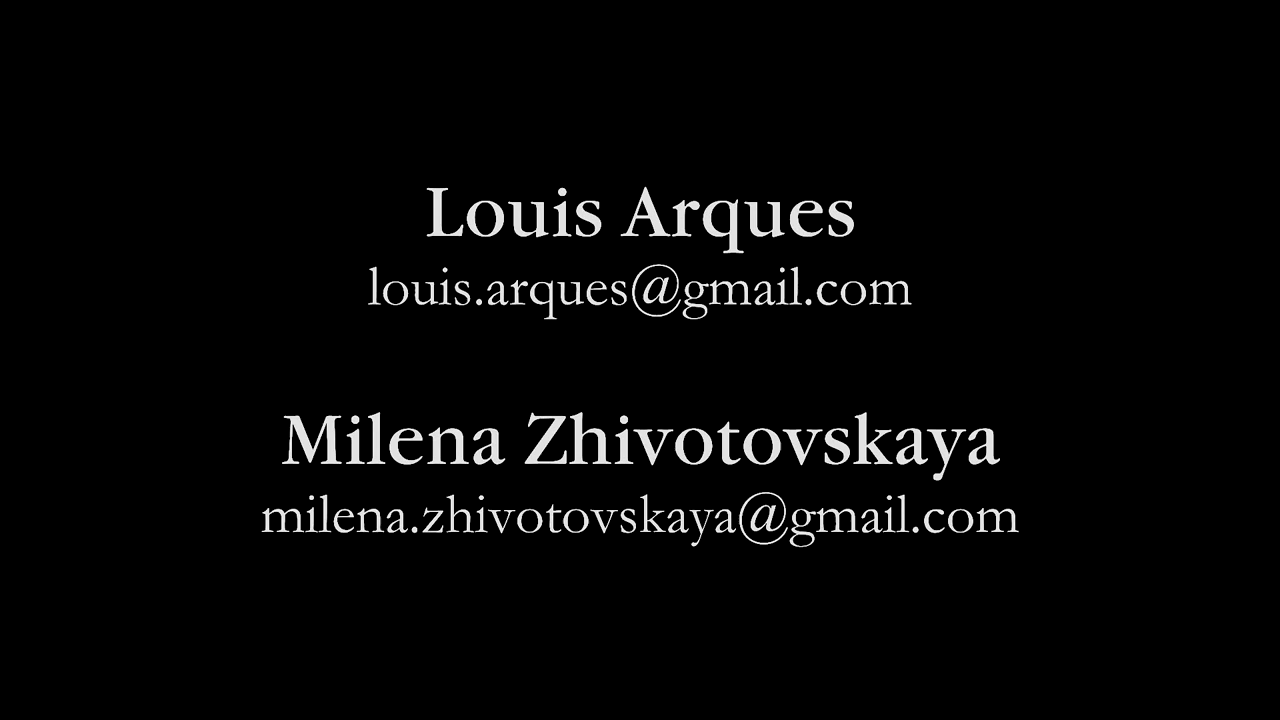 Louis Arques
louis.arques@gmail.com
Milena Zhivotovskaya
milena.zhivotovskaya@gmail.com